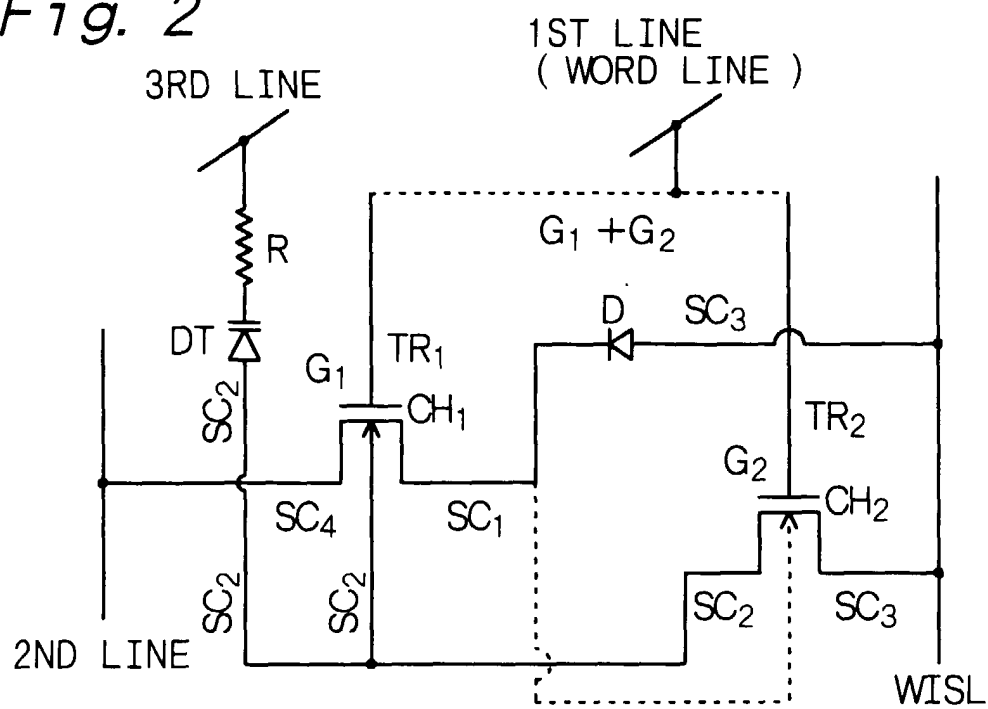 Fig. 2
1ST LINE
( WORD LINE )
3RD LINE
G₁ +G₂
R
D
SC₃
DT
TR₁
G₁
SC₂
CH₁
TR₂
G₂
CH₂
SC₄
SC₁
SC₂
SC₂
SC₂
SC₃
2ND LINE
WISL